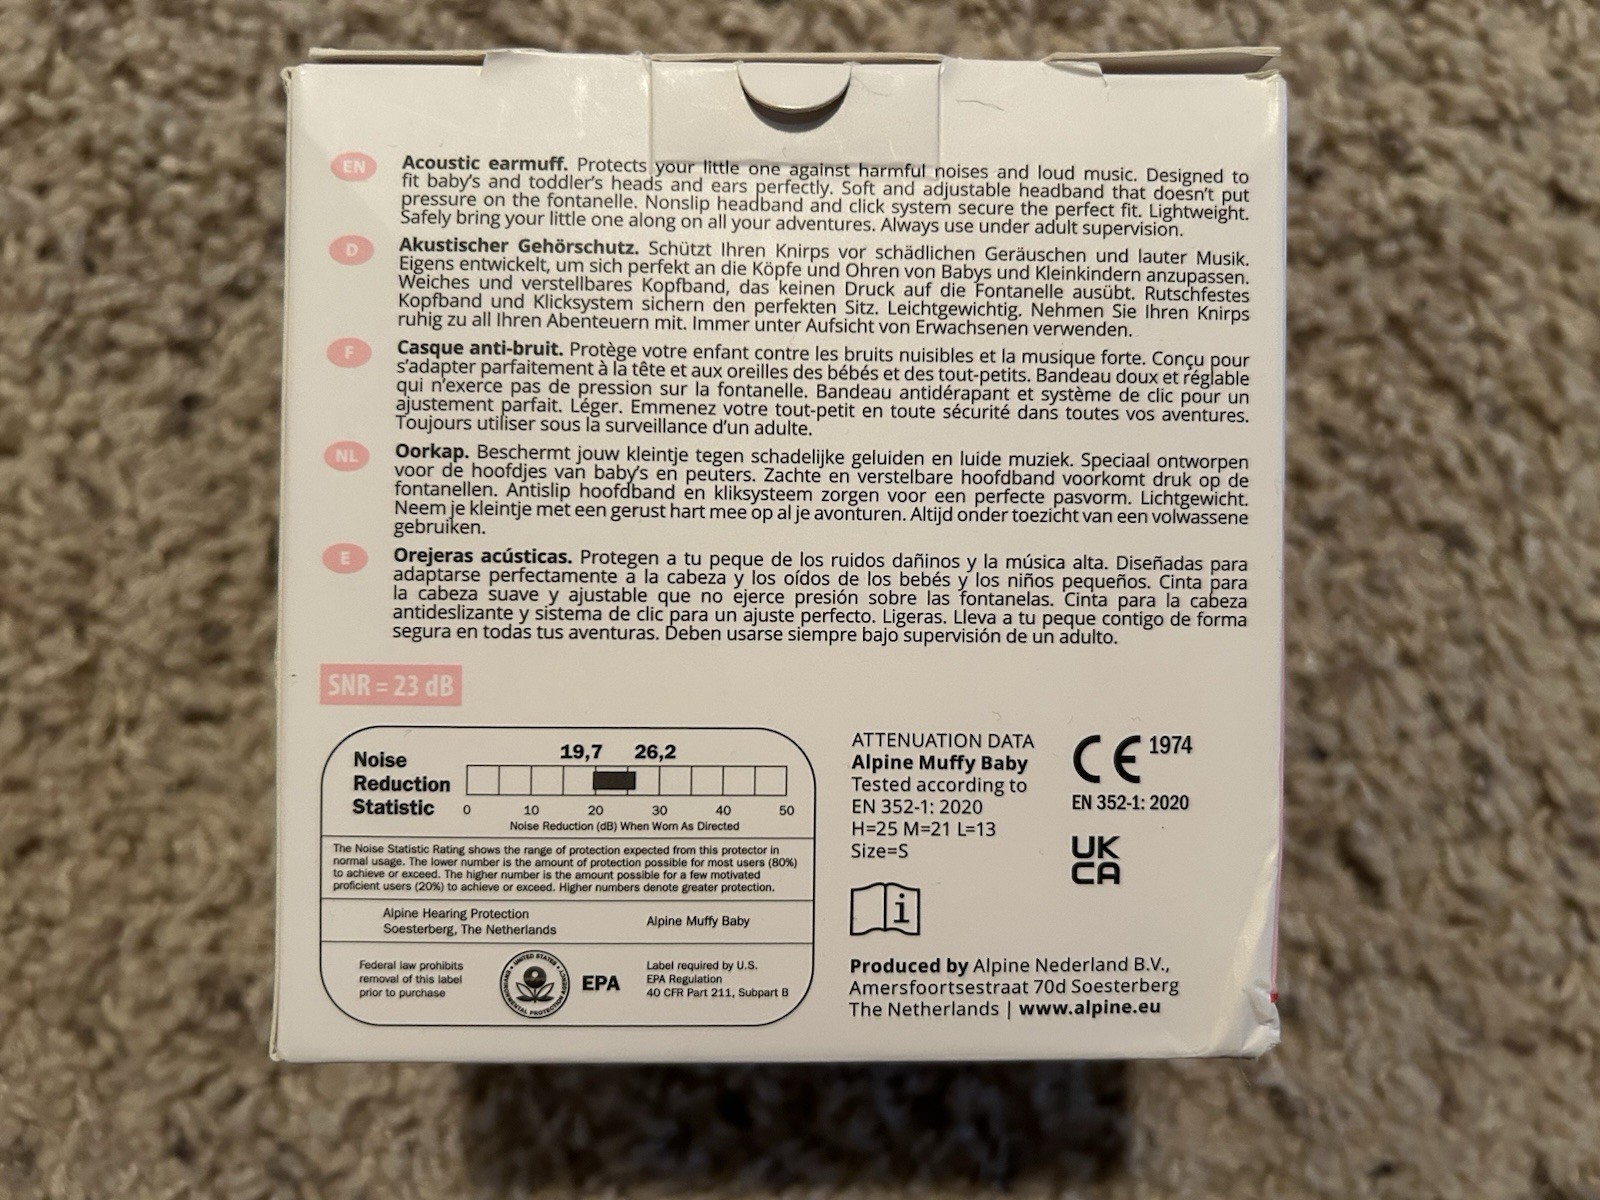 EN
Acoustic earmuff. Protects your little one against harmful noises and loud music. Designed to
fit baby's and toddler's heads and ears perfectly. Soft and adjustable headband that doesn't put
pressure on the fontanelle. Nonslip headband and click system secure the perfect fit. Lightweight.
Safely bring your little one along on all your adventures. Always use under adult supervision.
D
Akustischer Gehörschutz. Schützt Ihren Knirps vor schädlichen Geräuschen und lauter Musik.
Eigens entwickelt, um sich perfekt an die Köpfe und Ohren von Babys und Kleinkindern anzupassen.
Weiches und verstellbares Kopfband, das keinen Druck auf die Fontanelle ausübt. Rutschfestes
Kopfband und Klicksystem sichern den perfekten Sitz. Leichtgewichtig. Nehmen Sie Ihren Knirps
ruhig zu all Ihren Abenteuern mit. Immer unter Aufsicht von Erwachsenen verwenden.
F
Casque anti-bruit. Protège votre enfant contre les bruits nuisibles et la musique forte. Conçu pour
s'adapter parfaitement à la tête et aux oreilles des bébés et des tout-petits. Bandeau doux et réglable
qui n'exerce pas de pression sur la fontanelle. Bandeau antidérapant et système de clic pour un
ajustement parfait. Léger. Emmenez votre tout-petit en toute sécurité dans toutes vos aventures.
Toujours utiliser sous la surveillance d'un adulte.
NL
Oorkap. Beschermt jouw kleintje tegen schadelijke geluiden en luide muziek. Speciaal ontworpen
voor de hoofdjes van baby's en peuters. Zachte en verstelbare hoofdband voorkomt druk op de
fontanellen. Antislip hoofdband en kliksysteem zorgen voor een perfecte pasvorm. Lichtgewicht.
Neem je kleintje met een gerust hart mee op al je avonturen. Altijd onder toezicht van een volwassene
gebruiken.
E
Orejeras acústicas. Protegen a tu peque de los ruidos dañinos y la música alta. Diseñadas para
adaptarse perfectamente a la cabeza y los oídos de los bebés y los niños pequeños. Cinta para
la cabeza suave y ajustable que no ejerce presión sobre las fontanelas. Cinta para la cabeza
antideslizante y sistema de clic para un ajuste perfecto. Ligeras. Lleva a tu peque contigo de forma
segura en todas tus aventuras. Deben usarse siempre bajo supervisión de un adulto.
SNR = 23 dB
Noise
Reduction
Statistic
19,7 26,2
0 10 20 30 40 50
Noise Reduction (dB) When Worn As Directed
The Noise Statistic Rating shows the range of protection expected from this protector in
normal usage. The lower number is the amount of protection possible for most users (80%)
to achieve or exceed. The higher number is the amount possible for a few motivated
proficient users (20%) to achieve or exceed. Higher numbers denote greater protection.
Alpine Hearing Protection
Soesterberg, The Netherlands
Alpine Muffy Baby
Federal law prohibits
removal of this label
prior to purchase
UNITED STATES ENVIRONMENTAL PROTECTION AGENCY
EPA
Label required by U.S.
EPA Regulation
40 CFR Part 211, Subpart B
ATTENUATION DATA
Alpine Muffy Baby
Tested according to
EN 352-1: 2020
H=25 M=21 L=13
Size=S
CE 1974
EN 352-1: 2020
UK
CA
i
Produced by Alpine Nederland B.V.,
Amersfoortsestraat 70d Soesterberg
The Netherlands | www.alpine.eu